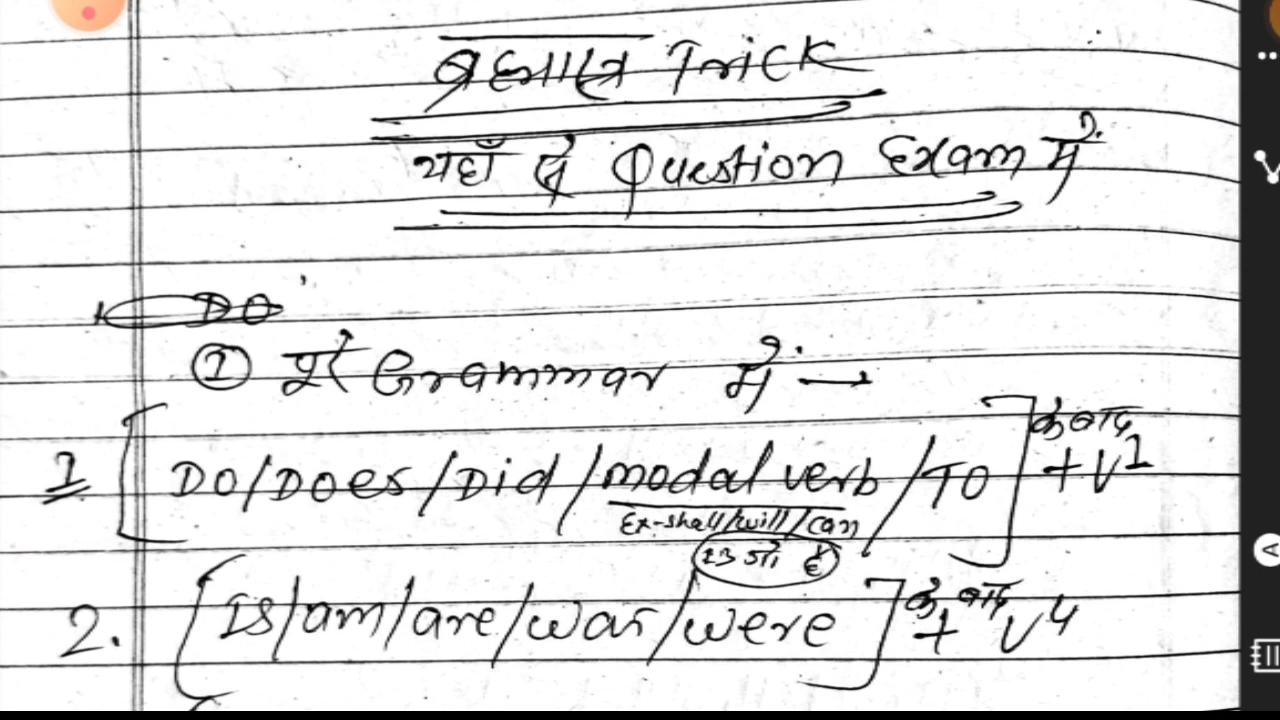 ब्रह्मास्त्र Trick
यहाँ से Question Exam में
DO
① पूरे Grammar में →
1. [DO/Does/Did/modal verb/TO] के बाद + V1
Ex-shall/will/can
13 जो है
2. [Is/am/are/was/were] के बाद + V4